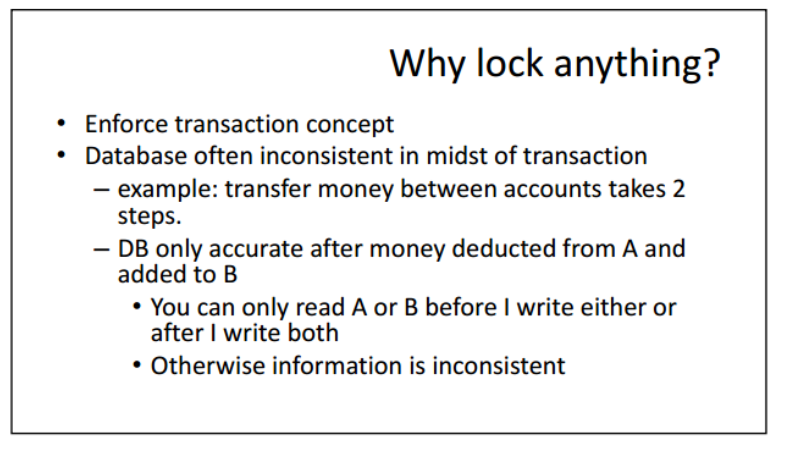 Why lock anything?
• Enforce transaction concept
• Database often inconsistent in midst of transaction
– example: transfer money between accounts takes 2
steps.
– DB only accurate after money deducted from A and
added to B
• You can only read A or B before I write either or
after I write both
• Otherwise information is inconsistent